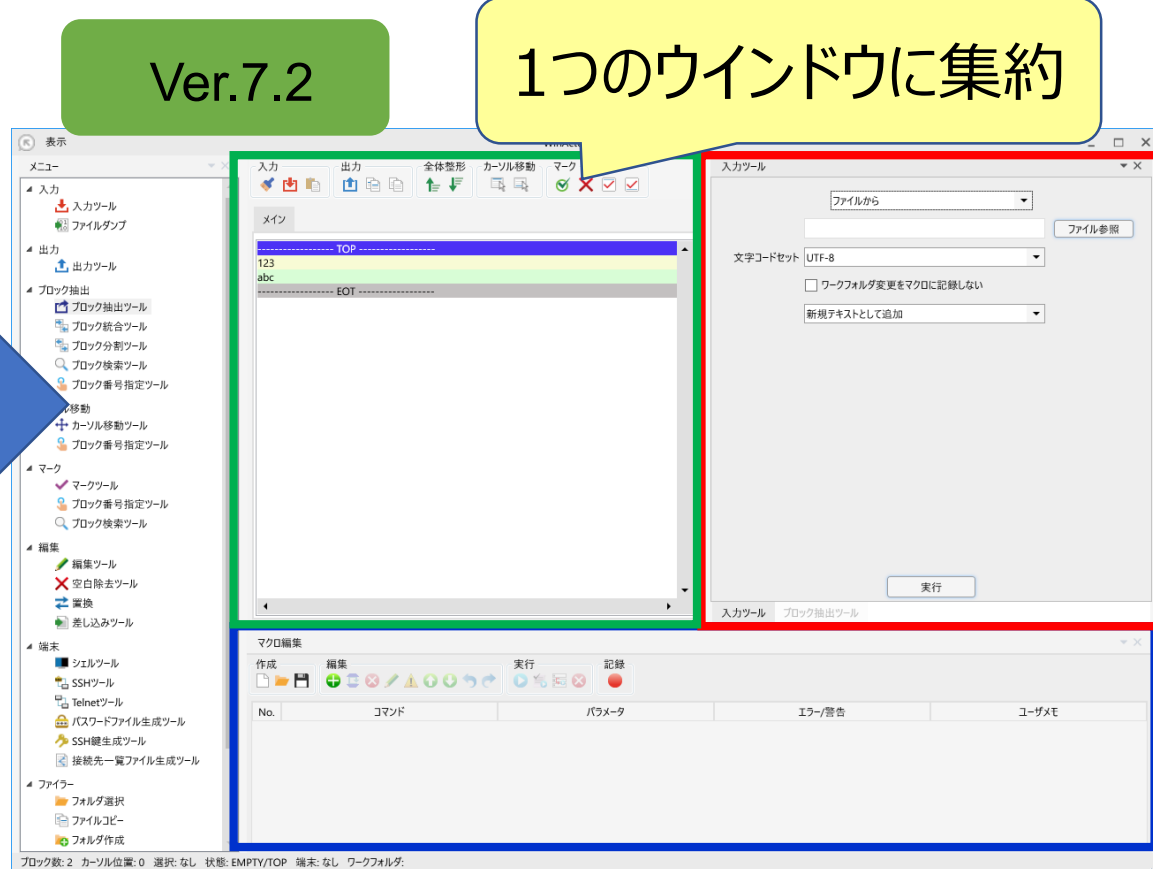 Ver.7.2
1つのウインドウに集約
表示
メニュー
入力
入力ツール
ファイルダンプ
出力
出力ツール
ブロック抽出
ブロック抽出ツール
ブロック統合ツール
ブロック分割ツール
ブロック検索ツール
ブロック番号指定ツール
ル移動
カーソル移動ツール
ブロック番号指定ツール
マーク
マークツール
ブロック番号指定ツール
ブロック検索ツール
編集
編集ツール
空白除去ツール
置換
差し込みツール
端末
シェルツール
SSHツール
Telnetツール
パスワードファイル生成ツール
SSH鍵生成ツール
接続先一覧ファイル生成ツール
ファイラー
フォルダ選択
ファイルコピー
フォルダ作成
入力 出力 全体整形 カーソル移動 マーク
メイン
------------------ TOP ------------------
123
abc
------------------ EOT ------------------
入力ツール
ファイルから
ファイル参照
文字コードセット UTF-8
ワークフォルダ変更をマクロに記録しない
新規テキストとして追加
実行
入力ツール ブロック抽出ツール
マクロ編集
作成 編集 実行 記録
No. コマンド パラメータ エラー/警告 ユーザメモ
ブロック数: 2 カーソル位置: 0 選択: なし 状態: EMPTY/TOP 端末: なし ワークフォルダ: